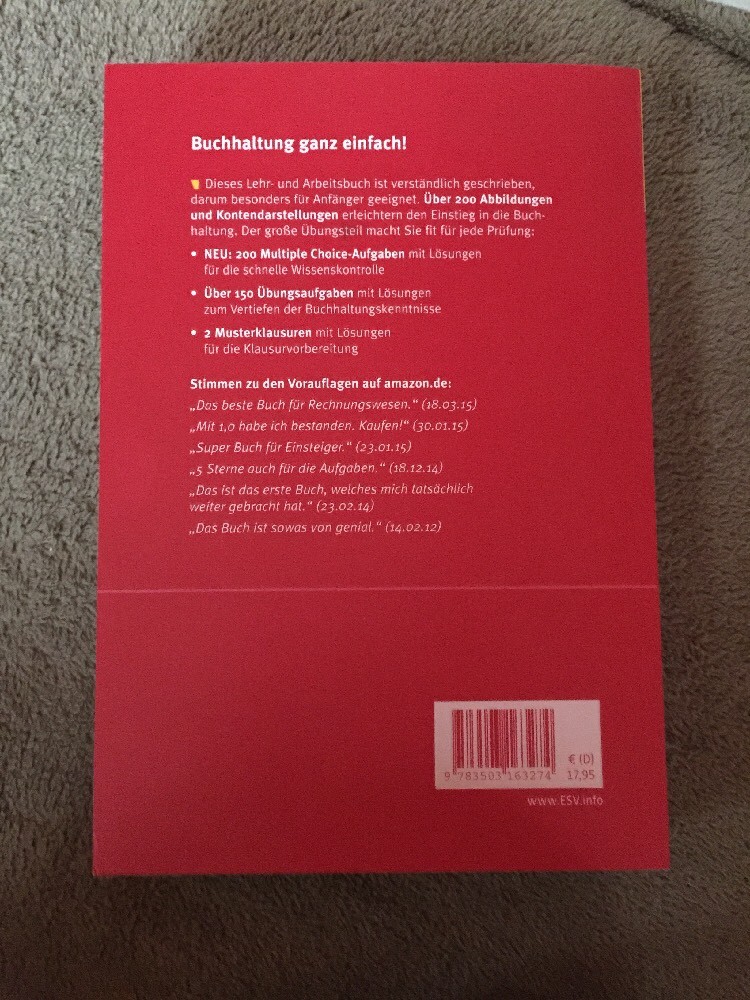 Buchhaltung ganz einfach!
Dieses Lehr- und Arbeitsbuch ist verständlich geschrieben,
darum besonders für Anfänger geeignet. Über 200 Abbildungen
und Kontendarstellungen erleichtern den Einstieg in die Buch-
haltung. Der große Übungsteil macht Sie fit für jede Prüfung:
• NEU: 200 Multiple Choice-Aufgaben mit Lösungen
für die schnelle Wissenskontrolle
• Über 150 Übungsaufgaben mit Lösungen
zum Vertiefen der Buchhaltungskenntnisse
• 2 Musterklausuren mit Lösungen
für die Klausurvorbereitung
Stimmen zu den Vorauflagen auf amazon.de:
„Das beste Buch für Rechnungswesen.“ (18.03.15)
„Mit 1,0 habe ich bestanden. Kaufen!“ (30.01.15)
„Super Buch für Einsteiger.“ (23.01.15)
„5 Sterne auch für die Aufgaben.“ (18.12.14)
„Das ist das erste Buch, welches mich tatsächlich
weiter gebracht hat.“ (23.02.14)
„Das Buch ist sowas von genial.“ (14.02.12)
€ (D)
9 783503 163274 17,95
www.ESV.info